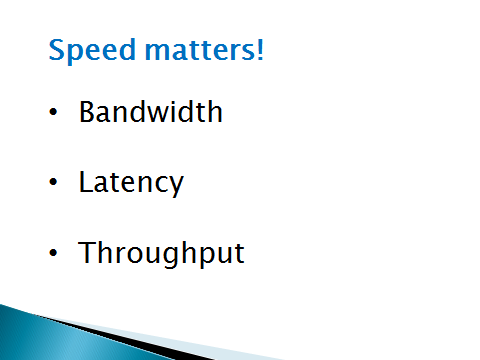 Speed matters!
• Bandwidth
• Latency
• Throughput